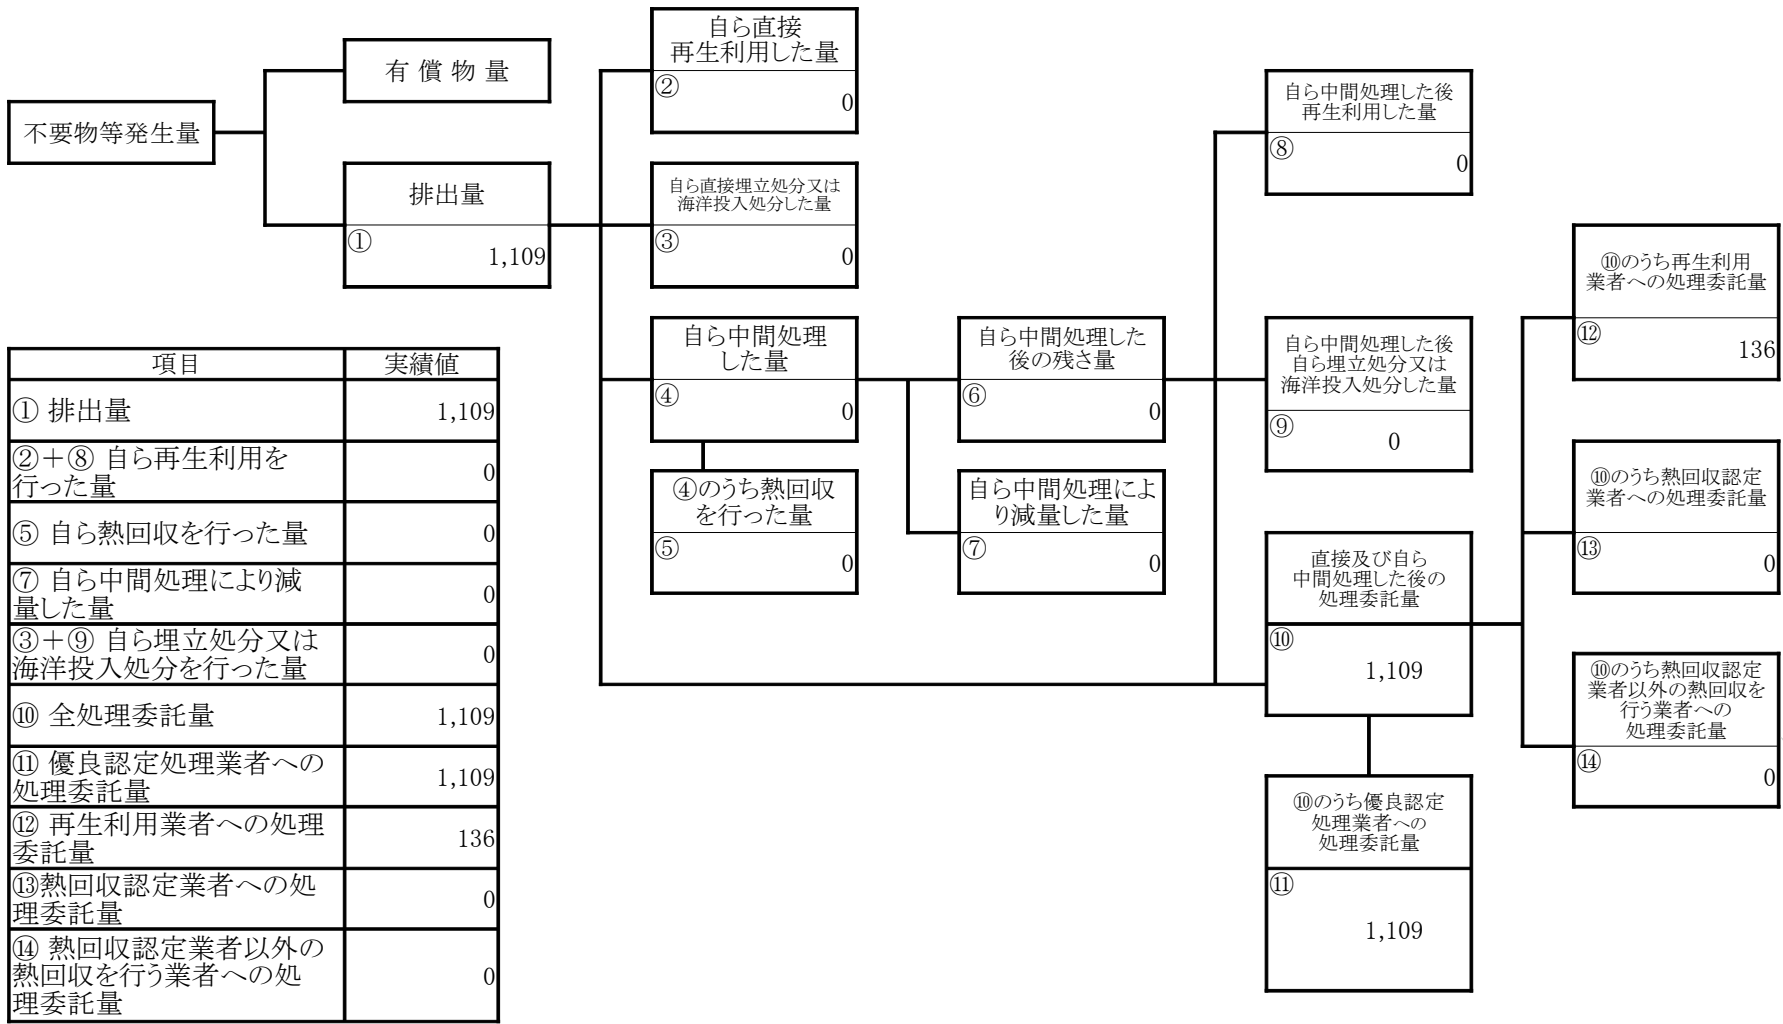 不要物等発生量
有 償 物 量
排出量
①
1,109
自ら直接
再生利用した量
②
0
自ら直接埋立処分又は
海洋投入処分した量
③
0
自ら中間処理
した量
④
0
④のうち熱回収
を行った量
⑤
0
自ら中間処理した
後の残さ量
⑥
0
自ら中間処理によ
り減量した量
⑦
0
自ら中間処理した後
再生利用した量
⑧
0
自ら中間処理した後
自ら埋立処分又は
海洋投入処分した量
⑨
0
直接及び自ら
中間処理した後の
処理委託量
⑩
1,109
⑩のうち優良認定
処理業者への
処理委託量
⑪
1,109
⑩のうち再生利用
業者への処理委託量
⑫
136
⑩のうち熱回収認定
業者への処理委託量
⑬
0
⑩のうち熱回収認定
業者以外の熱回収を
行う業者への
処理委託量
⑭
0
項目 実績値
① 排出量 1,109
②＋⑧ 自ら再生利用を
行った量 0
⑤ 自ら熱回収を行った量 0
⑦ 自ら中間処理により減
量した量 0
③＋⑨ 自ら埋立処分又は
海洋投入処分を行った量 0
⑩ 全処理委託量 1,109
⑪ 優良認定処理業者への
処理委託量 1,109
⑫ 再生利用業者への処理
委託量 136
⑬熱回収認定業者への処
理委託量 0
⑭ 熱回収認定業者以外の
熱回収を行う業者への処
理委託量 0